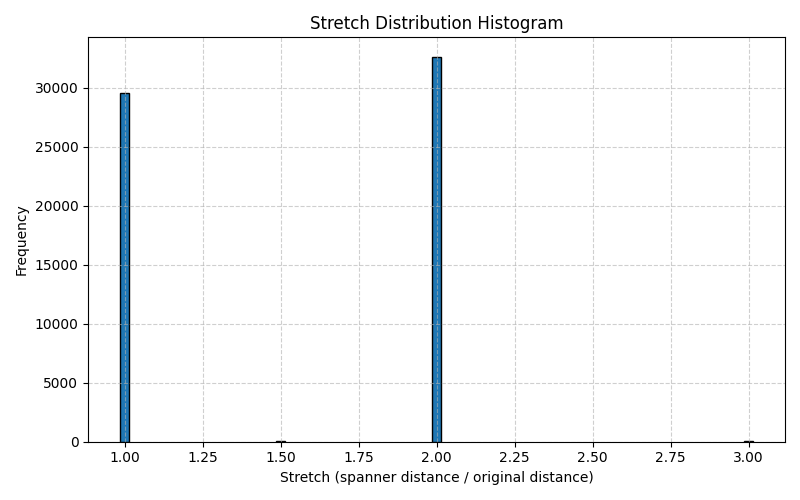 Stretch Distribution Histogram
Frequency
30000
25000
20000
15000
10000
5000
0
1.00 1.25 1.50 1.75 2.00 2.25 2.50 2.75 3.00
Stretch (spanner distance / original distance)